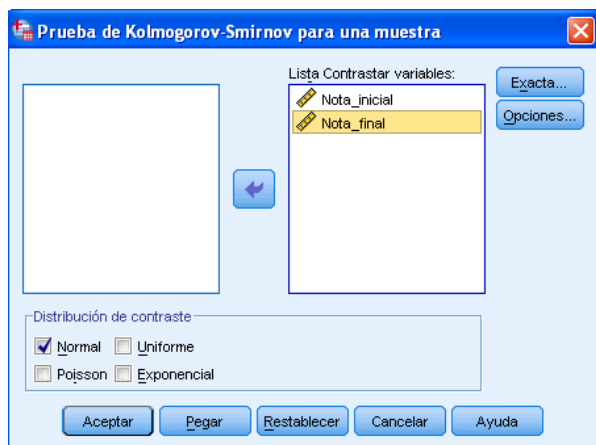 Prueba de Kolmogorov-Smirnov para una muestra
Lista Contrastar variables:
Nota_inicial
Nota_final
Exacta...
Opciones...
Distribución de contraste
Normal
Uniforme
Poisson
Exponencial
Aceptar
Pegar
Restablecer
Cancelar
Ayuda